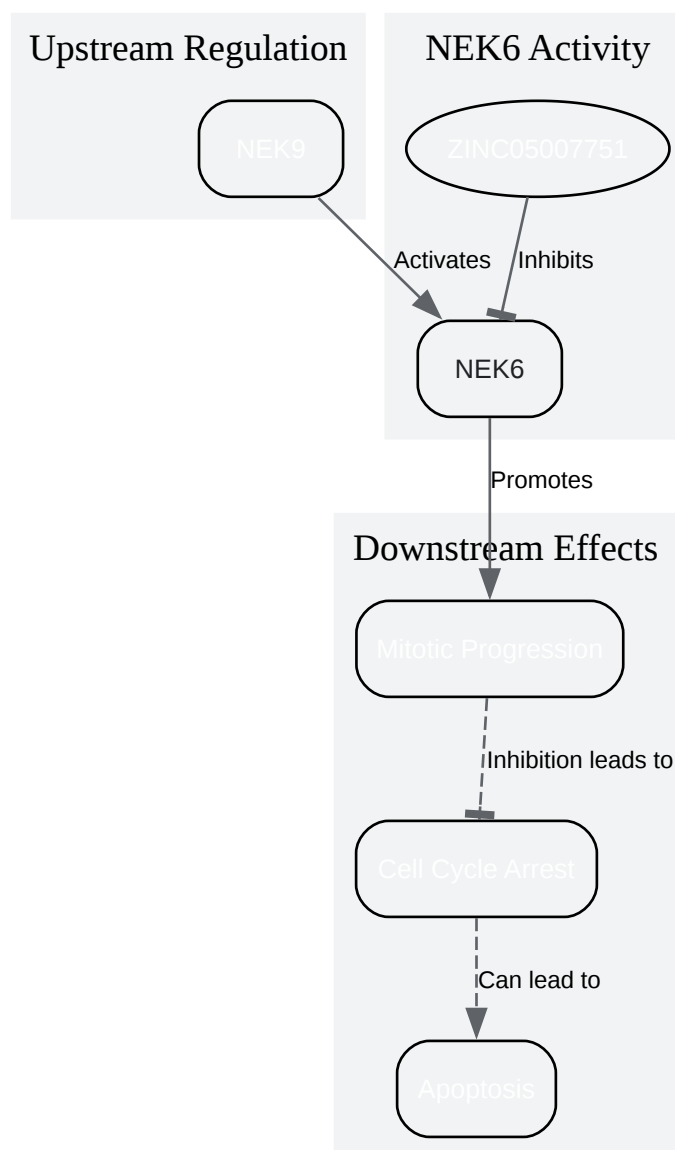 Upstream Regulation
NEK6 Activity
NEK9
ZINC05007751
Activates
Inhibits
NEK6
Promotes
Downstream Effects
Mitotic Progression
Inhibition leads to
Cell Cycle Arrest
Can lead to
Apoptosis